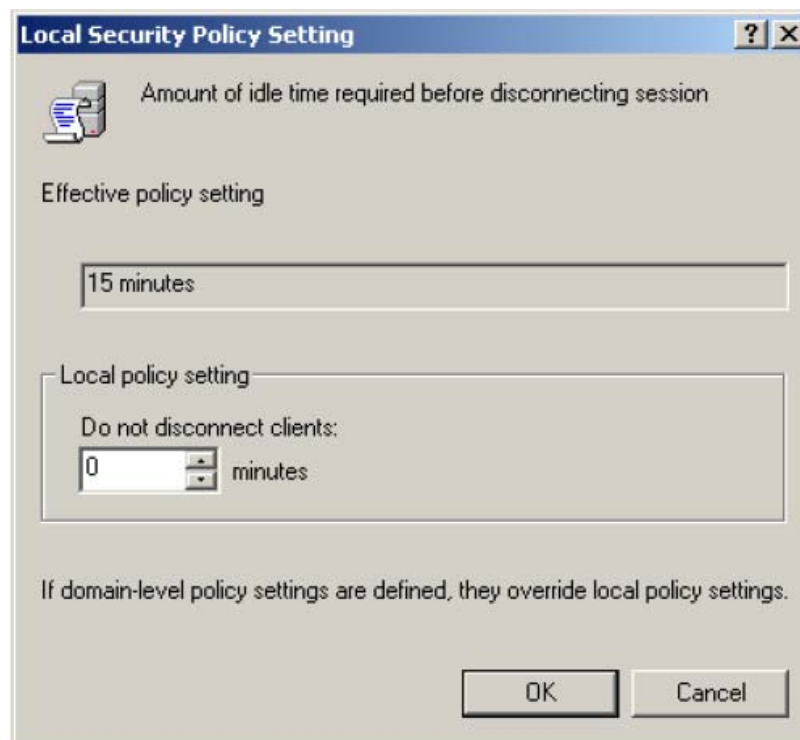 Local Security Policy Setting
Amount of idle time required before disconnecting session
Effective policy setting
15 minutes
Local policy setting
Do not disconnect clients:
0 minutes
If domain-level policy settings are defined, they override local policy settings.
OK Cancel